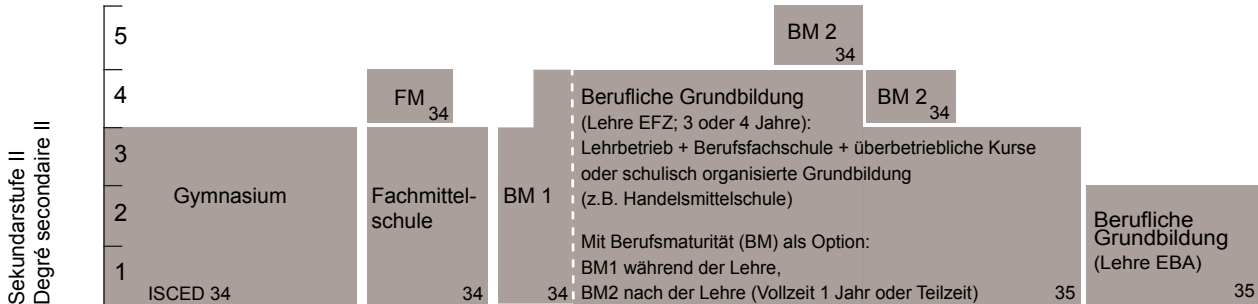 Sekundarstufe II
Degré secondaire II
5
4
3
2
1
Gymnasium
ISCED 34
FM
34
Fachmittel-
schule
34
BM 1
34
Berufliche Grundbildung
(Lehre EFZ; 3 oder 4 Jahre):
Lehrbetrieb + Berufsfachschule + überbetriebliche Kurse
oder schulisch organisierte Grundbildung
(z.B. Handelsmittelschule)
Mit Berufsmaturität (BM) als Option:
BM1 während der Lehre,
BM2 nach der Lehre (Vollzeit 1 Jahr oder Teilzeit)
35
BM 2
34
BM 2
34
Berufliche
Grundbildung
(Lehre EBA)
35